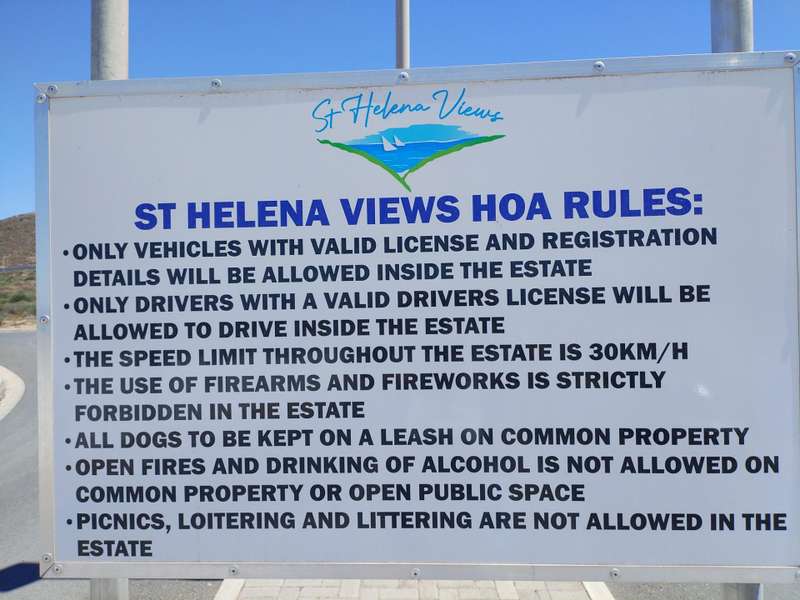 St Helena Views
ST HELENA VIEWS HOA RULES:
•ONLY VEHICLES WITH VALID LICENSE AND REGISTRATION
DETAILS WILL BE ALLOWED INSIDE THE ESTATE
•ONLY DRIVERS WITH A VALID DRIVERS LICENSE WILL BE
ALLOWED TO DRIVE INSIDE THE ESTATE
•THE SPEED LIMIT THROUGHOUT THE ESTATE IS 30KM/H
•THE USE OF FIREARMS AND FIREWORKS IS STRICTLY
FORBIDDEN IN THE ESTATE
•ALL DOGS TO BE KEPT ON A LEASH ON COMMON PROPERTY
•OPEN FIRES AND DRINKING OF ALCOHOL IS NOT ALLOWED ON
COMMON PROPERTY OR OPEN PUBLIC SPACE
•PICNICS, LOITERING AND LITTERING ARE NOT ALLOWED IN THE
ESTATE